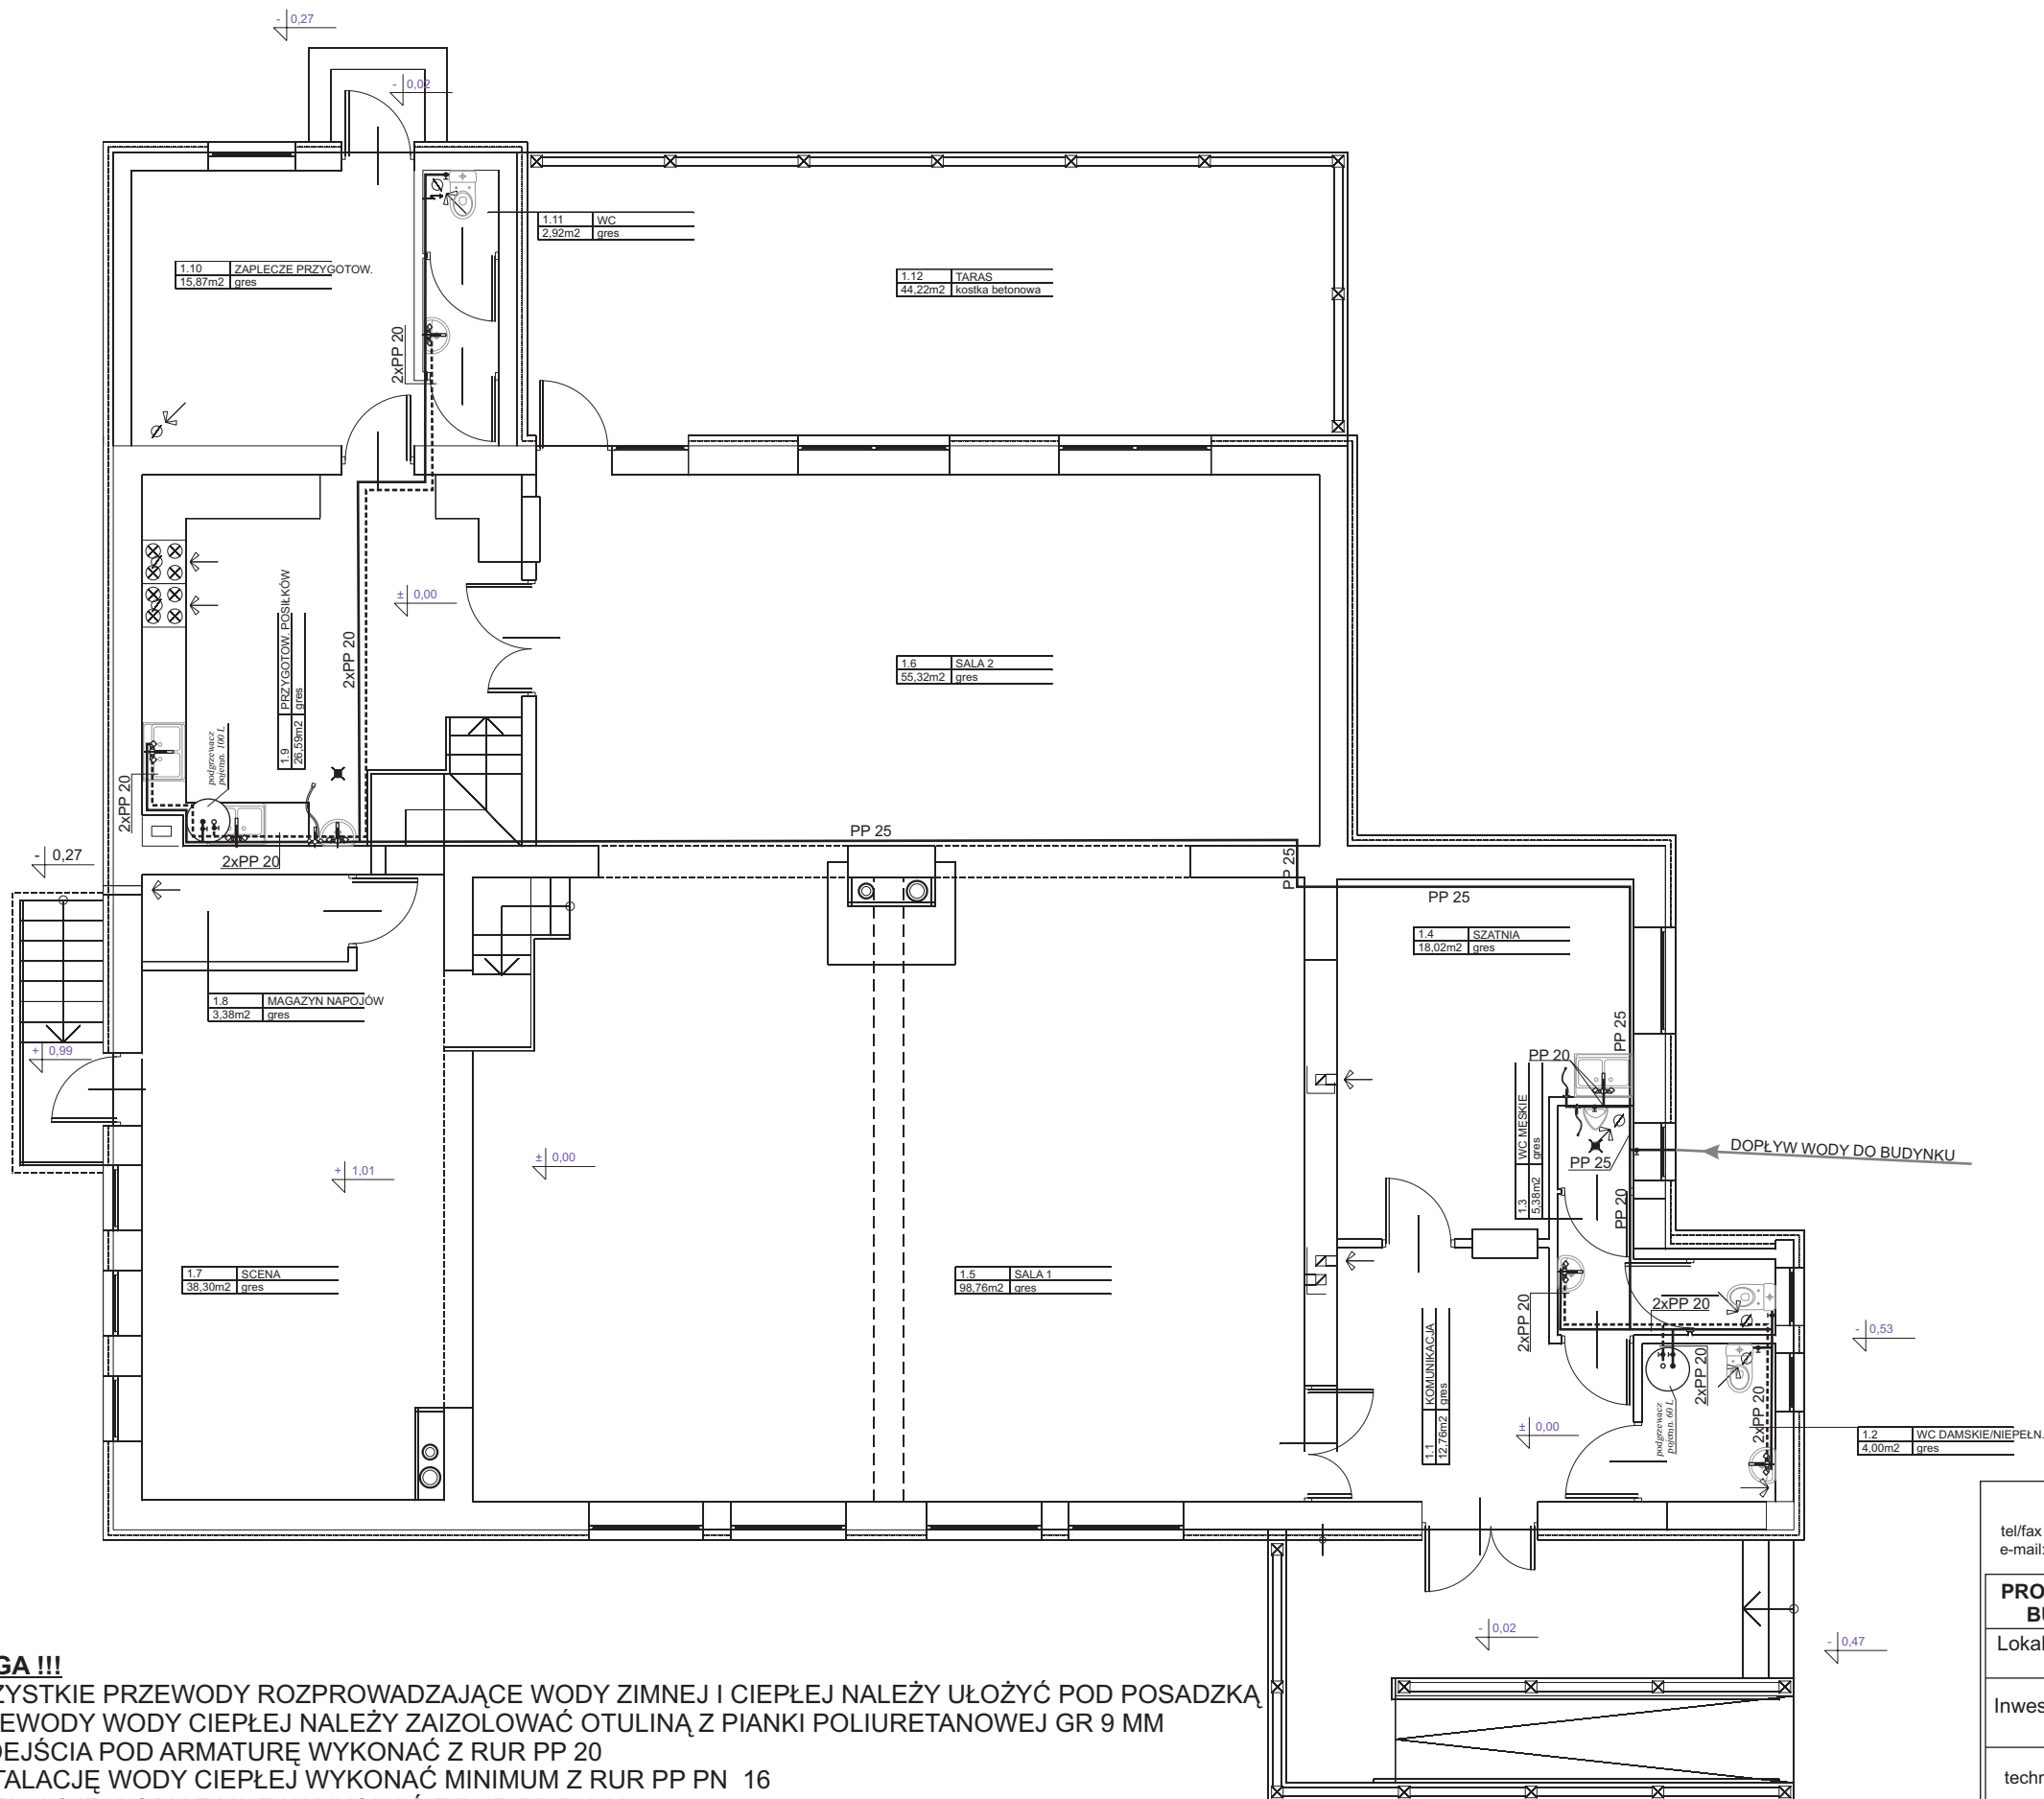 - 0,27
- 0,02
1.11 WC
2,92m2 gres
1.10 ZAPLECZE PRZYGOTOW.
15,87m2 gres
1.12 TARAS
44,22m2 kostka betonowa
2xPP 20
± 0,00
1.9 PRZYGOTOW. POSIŁKÓW
26,59m2 gres
2xPP 20
1.6 SALA 2
55,32m2 gres
podgrzewacz
pojemn. 100 L
2xPP 20
2xPP 20
PP 25
PP 25
PP 25
- 0,27
1.4 SZATNIA
18,02m2 gres
1.8 MAGAZYN NAPOJÓW
3,38m2 gres
+ 0,99
PP 25
PP 20
1.3 WC MĘSKIE
5,38m2 gres
DOPŁYW WODY DO BUDYNKU
PP 25
+ 1,01
± 0,00
PP 20
1.7 SCENA
38,30m2 gres
1.5 SALA 1
98,76m2 gres
2xPP 20
2xPP 20
- 0,53
1.1 KOMUNIKACJA
12,76m2 gres
2xPP 20
2xPP 20
podgrzewacz
pojemn. 60 L
± 0,00
1.2 WC DAMSKIE/NIEPEŁN.
4,00m2 gres
tel/fax
e-mail:
PRO
BU
Lokal
Inwes
techn
- 0,02
- 0,47
GA !!!
ZYSTKIE PRZEWODY ROZPROWADZAJĄCE WODY ZIMNEJ I CIEPŁEJ NALEŻY UŁOŻYĆ POD POSADZKĄ
EWODY WODY CIEPŁEJ NALEŻY ZAIZOLOWAĆ OTULINĄ Z PIANKI POLIURETANOWEJ GR 9 MM
DEJŚCIA POD ARMATURĘ WYKONAĆ Z RUR PP 20
TALACJĘ WODY CIEPŁEJ WYKONAĆ MINIMUM Z RUR PP PN 16